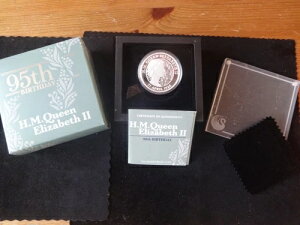 95th
BIRTHDAY
H.M. Queen
Elizabeth II
CERTIFICATE OF AUTHENTICITY
H.M. Queen
Elizabeth II
95th BIRTHDAY